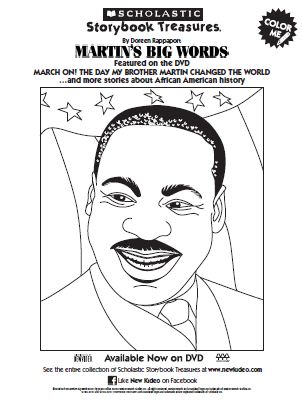 SCHOLASTIC
Storybook Treasures.
COLOR ME!
By Doreen Rappaport
MARTIN'S BIG WORDS
Featured on the DVD
MARCH ON! THE DAY MY BROTHER MARTIN CHANGED THE WORLD
...and more stories about African American history
Available Now on DVD
See the entire collection of Scholastic Storybook Treasures at www.newkideo.com
Like New Kideo on Facebook